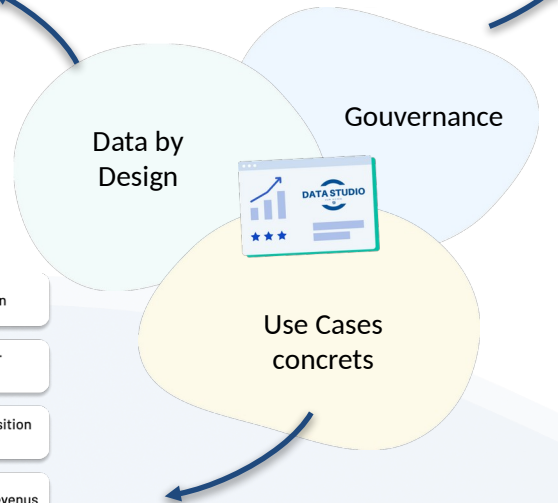 Gouvernance
Data by
Design
DATA STUDIO
Use Cases
concrets